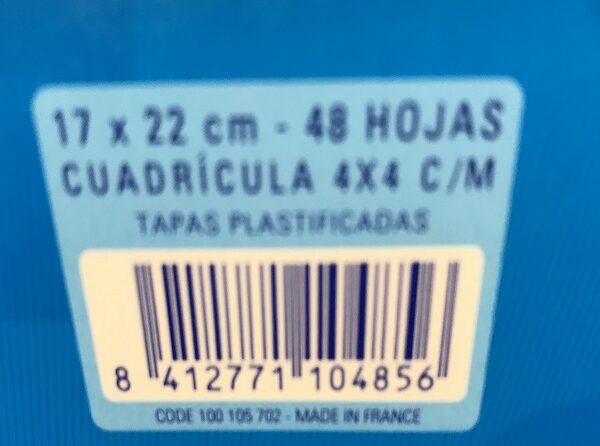 17 x 22 cm - 48 HOJAS
CUADRÍCULA 4X4 C/M
TAPAS PLASTIFICADAS
8 412771 104856
CODE 100 105 702 - MADE IN FRANCE